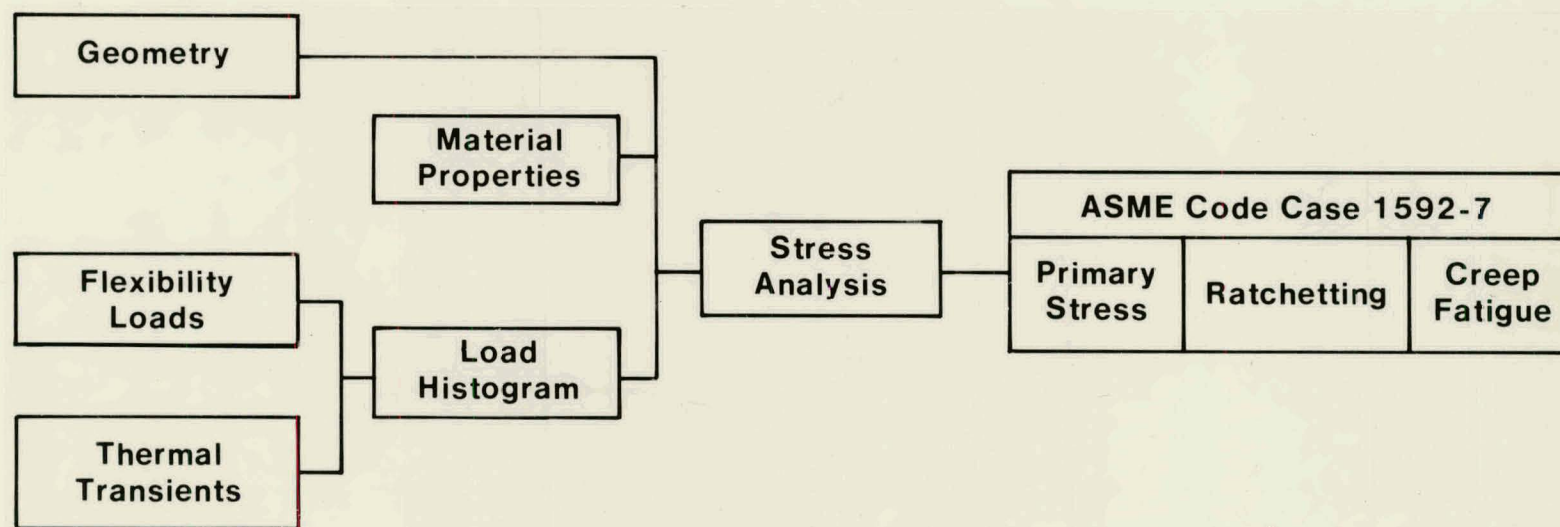 Geometry
Material
Properties
Flexibility
Loads
Load
Histogram
Thermal
Transients
Stress
Analysis
ASME Code Case 1592-7
Primary
Stress
Ratchetting
Creep
Fatigue